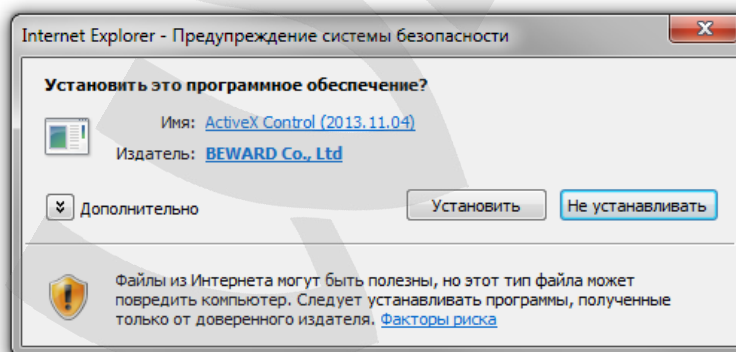 Internet Explorer - Предупреждение системы безопасности
Установить это программное обеспечение?
Имя: ActiveX Control (2013.11.04)
Издатель: BEWARD Co., Ltd
Дополнительно Установить Не устанавливать
Файлы из Интернета могут быть полезны, но этот тип файла может
повредить компьютер. Следует устанавливать программы, полученные
только от доверенного издателя. Факторы риска